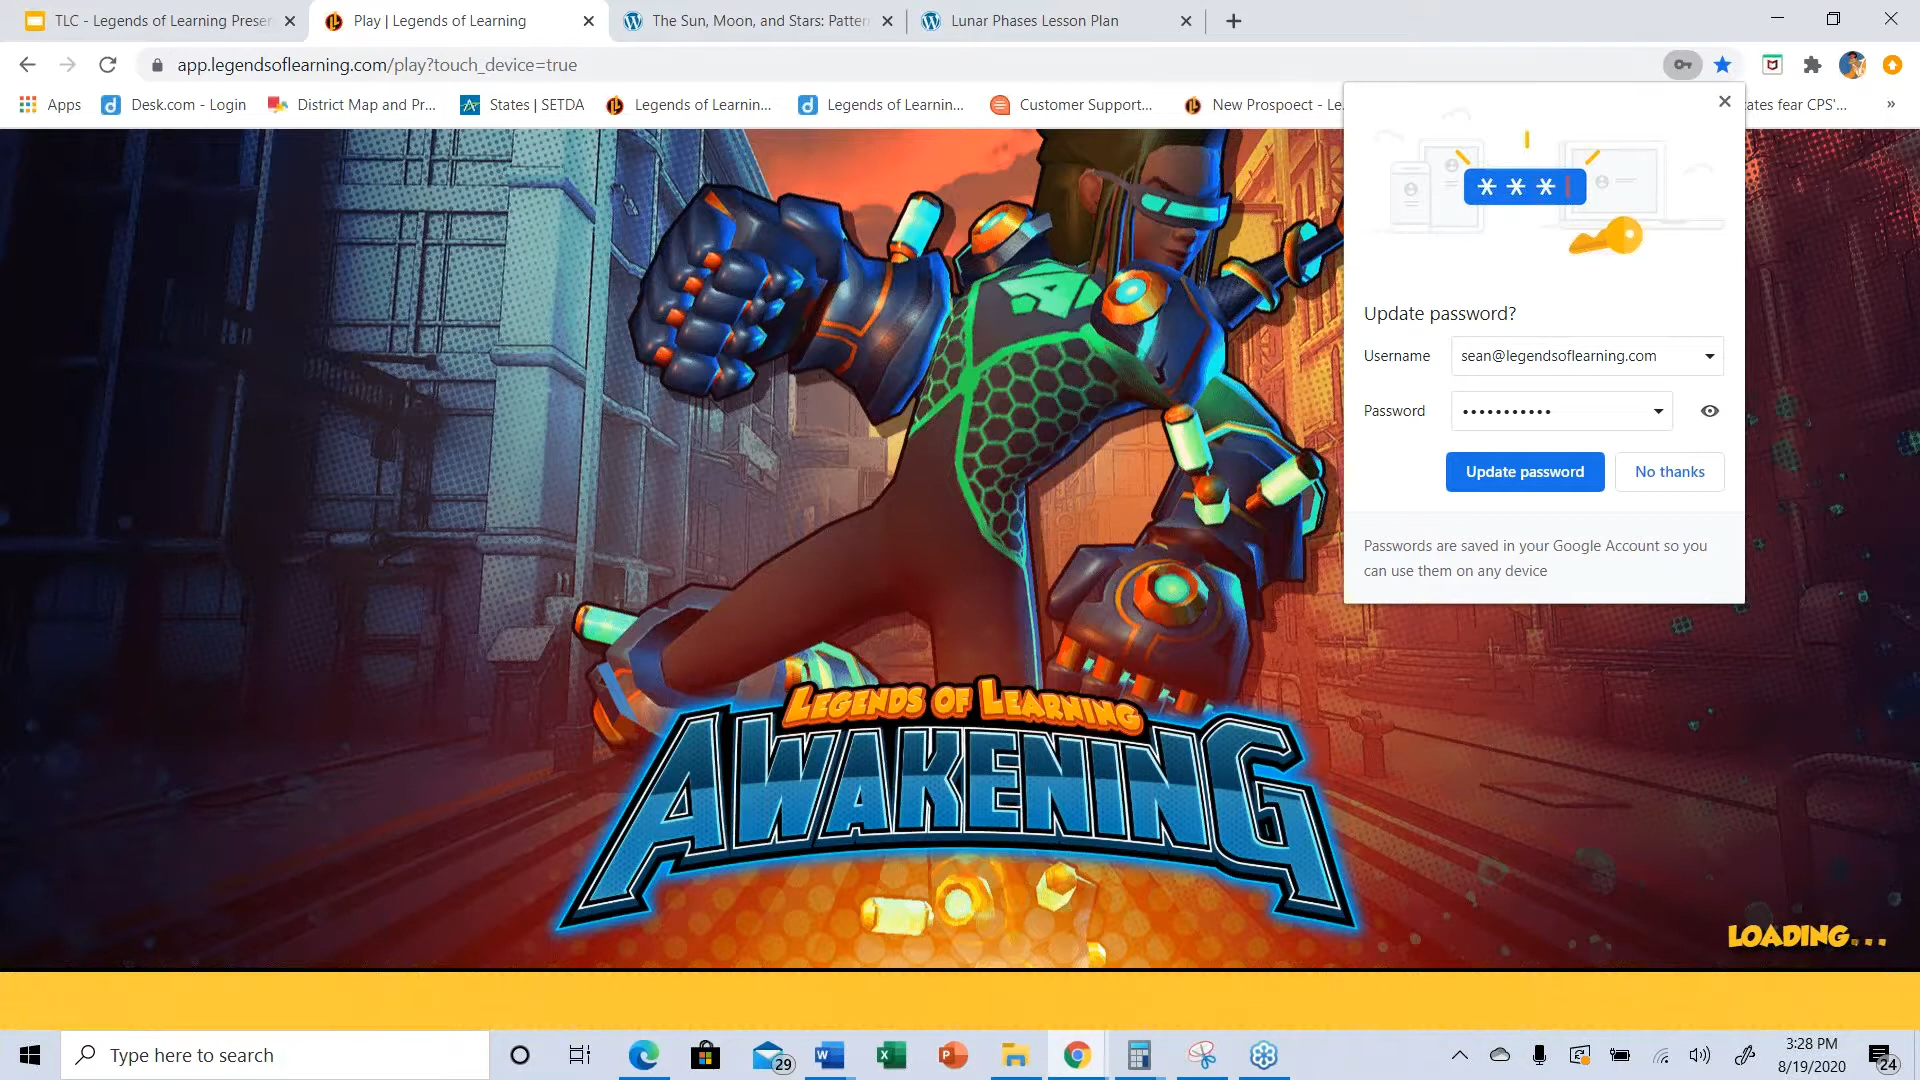 TLC - Legends of Learning Presen
Play | Legends of Learning
The Sun, Moon, and Stars: Pattern
Lunar Phases Lesson Plan
app.legendsoflearning.com/play?touch_device=true
Apps
Desk.com - Login
District Map and Pr...
States | SETDA
Legends of Learnin...
Legends of Learnin...
Customer Support...
New Prospoect - Le
cates fear CPS'...
»
***
Update password?
Username
sean@legendsoflearning.com
Password
•••••••••••
Update password
No thanks
Passwords are saved in your Google Account so you
can use them on any device
LEGENDS OF LEARNING
AWAKENING
LOADING...
Type here to search
29
3:28 PM
8/19/2020
24